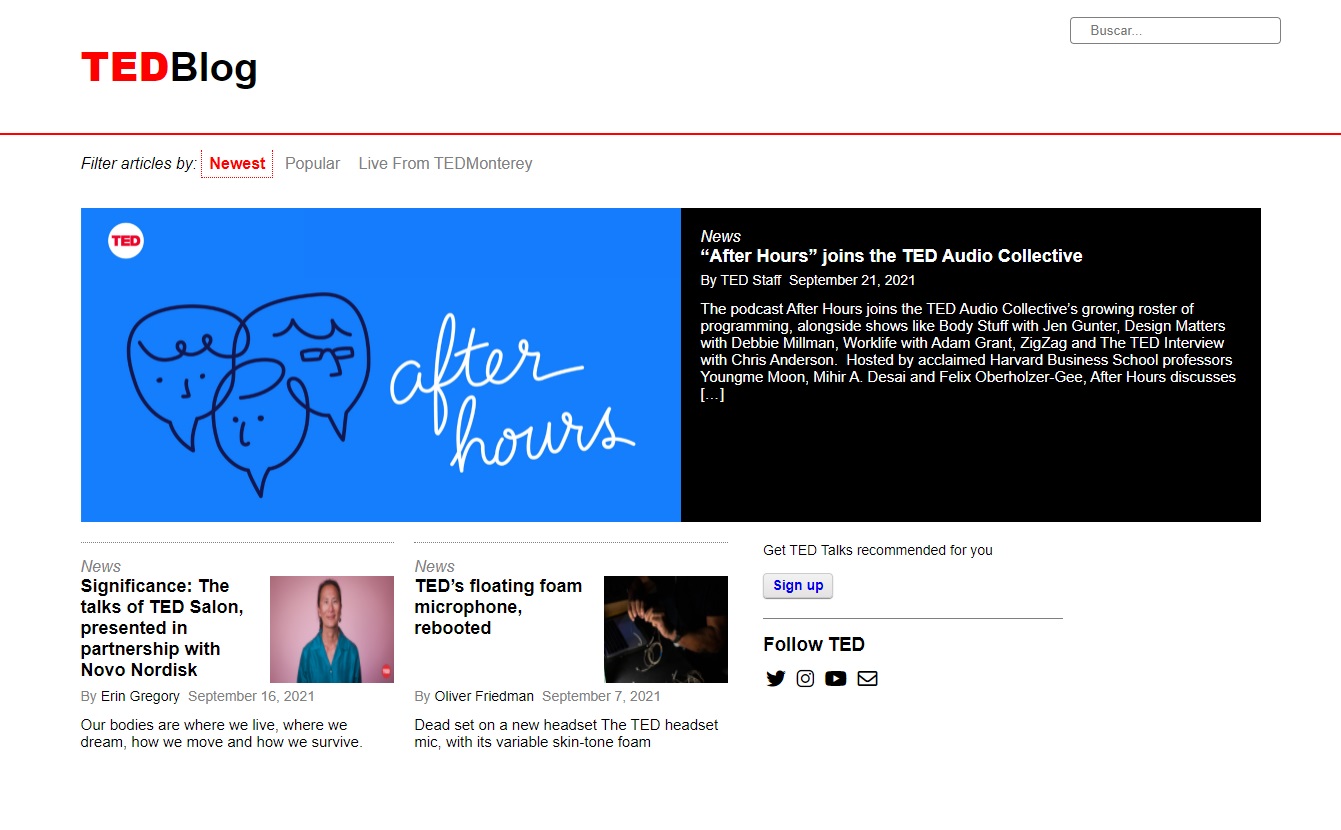 Buscar...
TEDBlog
Filter articles by: Newest Popular Live From TEDMonterey
TED
after
hours
News
“After Hours” joins the TED Audio Collective
By TED Staff September 21, 2021
The podcast After Hours joins the TED Audio Collective’s growing roster of
programming, alongside shows like Body Stuff with Jen Gunter, Design Matters
with Debbie Millman, Worklife with Adam Grant, ZigZag and The TED Interview
with Chris Anderson. Hosted by acclaimed Harvard Business School professors
Youngme Moon, Mihir A. Desai and Felix Oberholzer-Gee, After Hours discusses
[…]
News
Significance: The
talks of TED Salon,
presented in
partnership with
Novo Nordisk
By Erin Gregory September 16, 2021
Our bodies are where we live, where we
dream, how we move and how we survive.
News
TED’s floating foam
microphone,
rebooted
By Oliver Friedman September 7, 2021
Dead set on a new headset The TED headset
mic, with its variable skin-tone foam
Get TED Talks recommended for you
Sign up
Follow TED